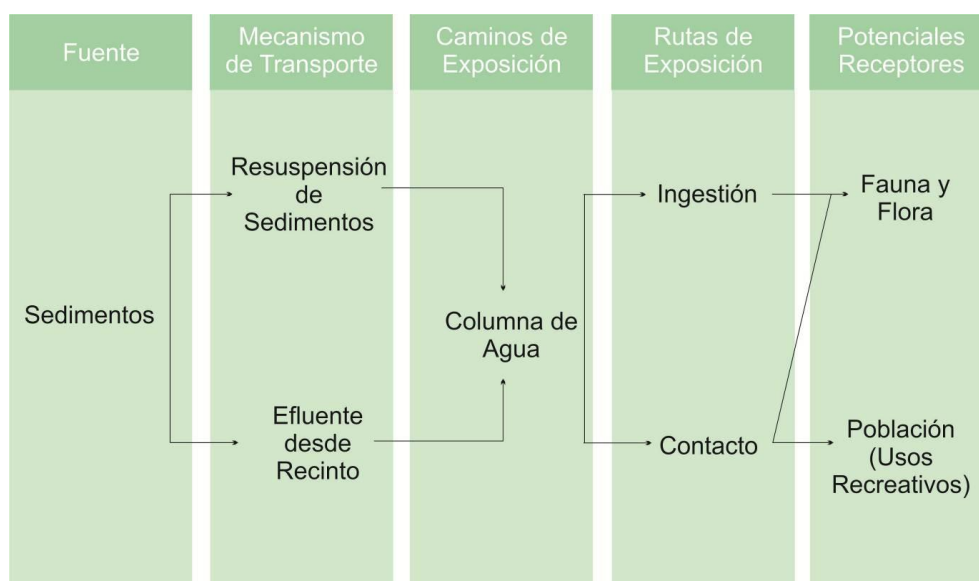 Fuente
Mecanismo
de Transporte
Caminos de
Exposición
Rutas de
Exposición
Potenciales
Receptores
Sedimentos
Resuspensión
de
Sedimentos
Efluente
desde
Recinto
Columna de
Agua
Ingestión
Contacto
Fauna y
Flora
Población
(Usos
Recreativos)